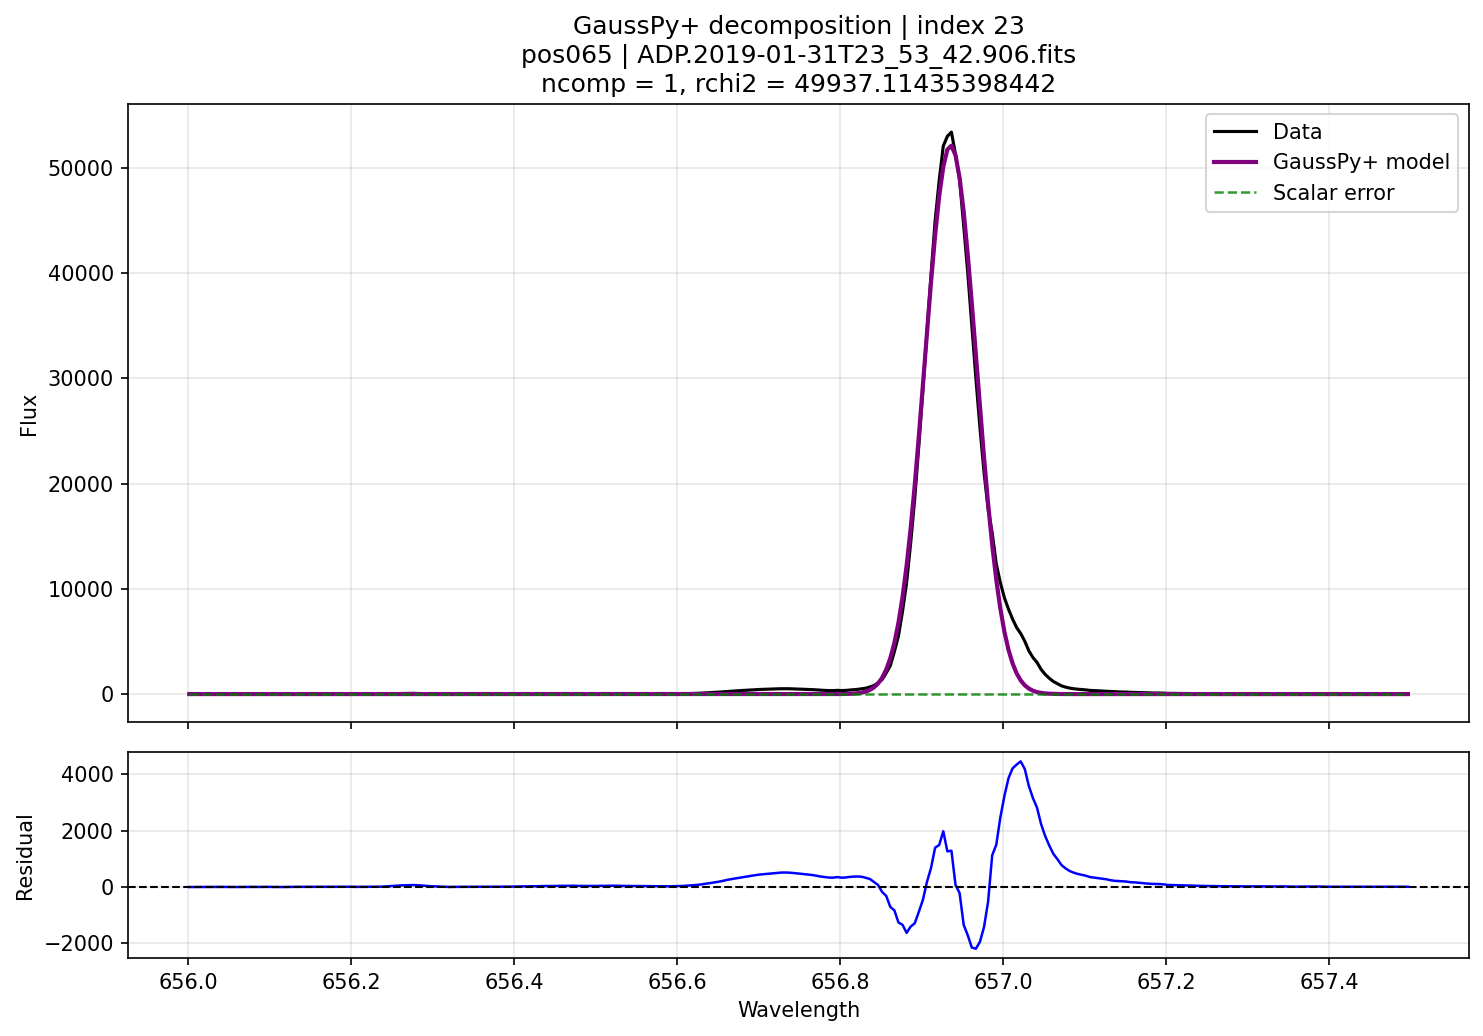 GaussPy+ decomposition | index 23
pos065 | ADP.2019-01-31T23_53_42.906.fits
ncomp = 1, rchi2 = 49937.11435398442
Data
GaussPy+ model
Scalar error
50000
40000
30000
20000
10000
0
Flux
4000
2000
0
−2000
Residual
656.0 656.2 656.4 656.6 656.8 657.0 657.2 657.4
Wavelength